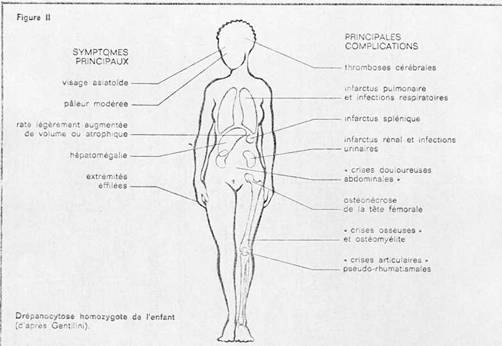 Figure II
SYMPTOMES
PRINCIPAUX
visage asiatoïde
pâleur modérée
rate légèrement augmentée
de volume ou atrophique
hépatomégalie
extrémités
effilées
PRINCIPALES
COMPLICATIONS
thromboses cérébrales
infarctus pulmonaire
et infections respiratoires
infarctus splénique
infarctus rénal et infections
urinaires
« crises douloureuses
abdominales »
ostéonécrose
de la tête fémorale
« crises osseuses »
et ostéomyélite
« crises articulaires »
pseudo-rhumatismales
Drépanocytose homozygote de l'enfant
(d'après Gentilini).